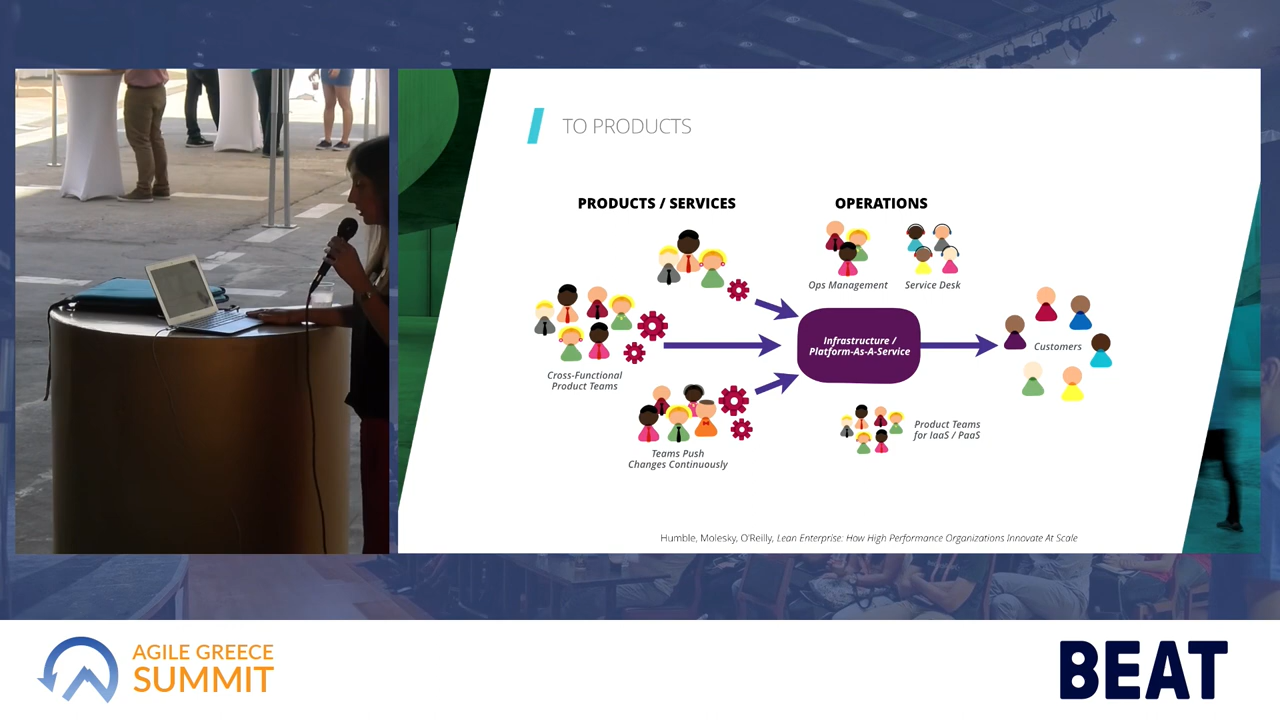 TO PRODUCTS
PRODUCTS / SERVICES
OPERATIONS
Ops Management
Service Desk
Infrastructure /
Platform-As-A-Service
Customers
Cross-Functional
Product Teams
Product Teams
for IaaS / PaaS
Teams Push
Changes Continuously
Humble, Molesky, O'Reilly, Lean Enterprise: How High Performance Organizations Innovate At Scale
AGILE GREECE
SUMMIT
BEAT